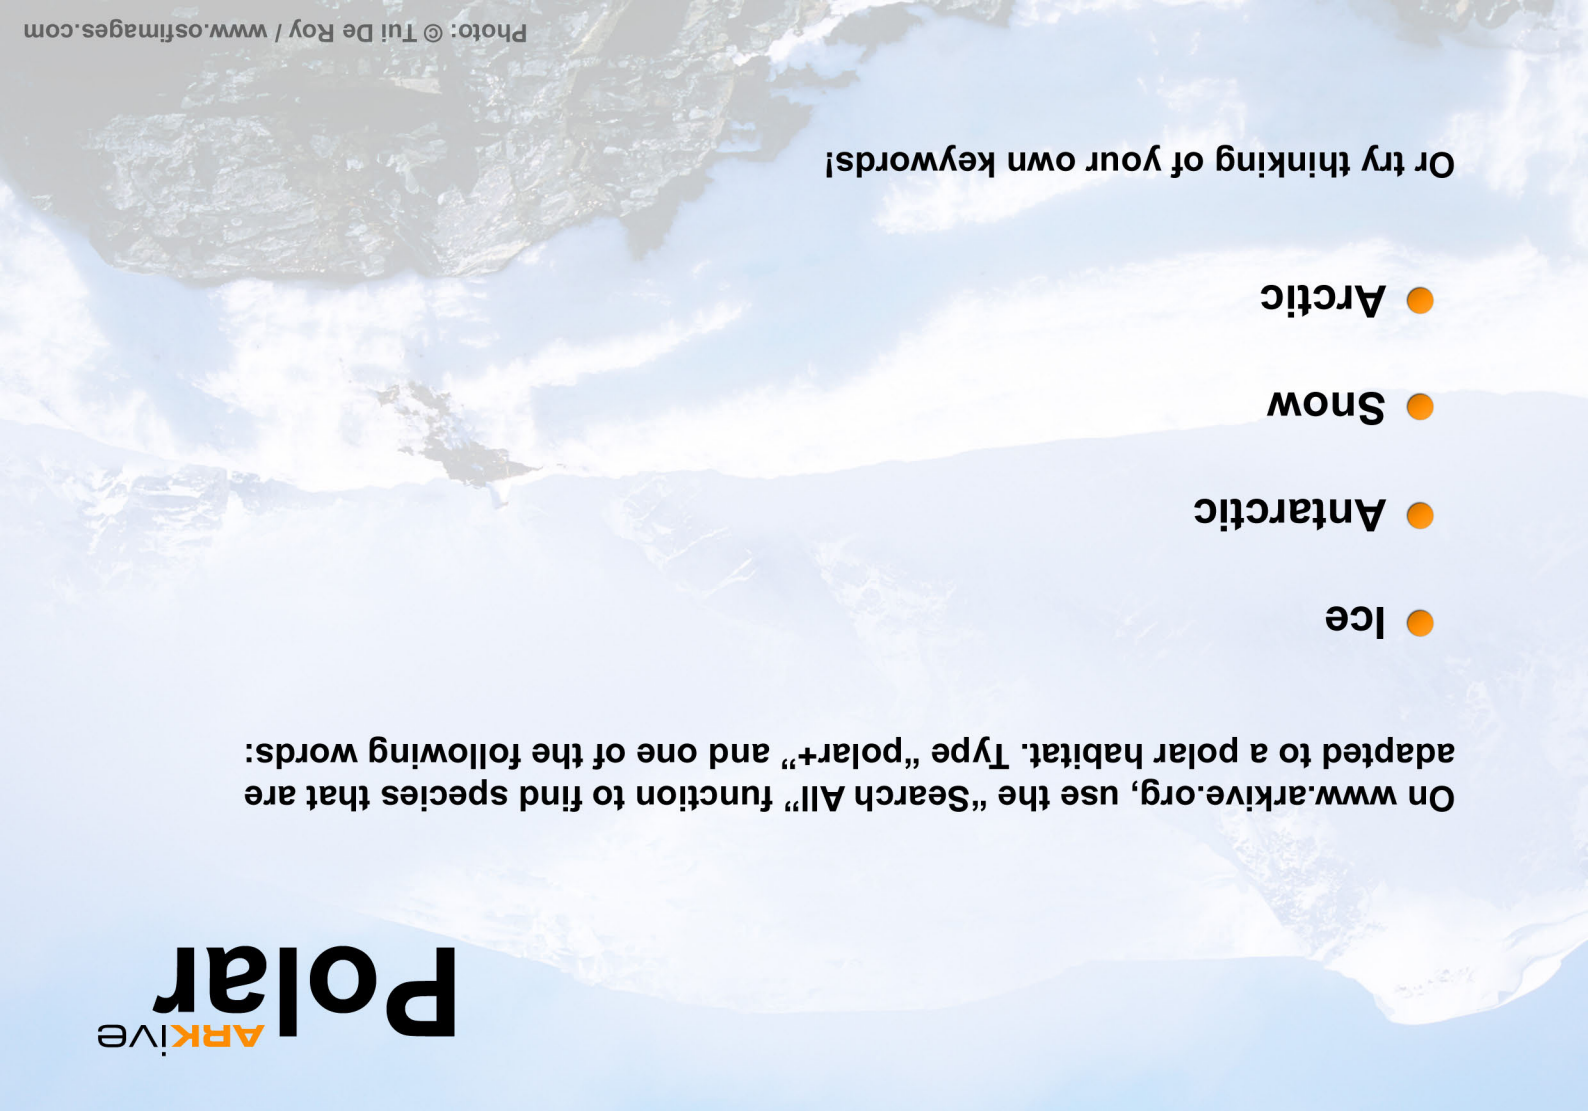 ARKive
Polar
On www.arkive.org, use the “Search All” function to find species that are
adapted to a polar habitat. Type “polar+” and one of the following words:
Ice
Antarctic
Snow
Arctic
Or try thinking of your own keywords!
Photo: © Tui De Roy / www.osfimages.com